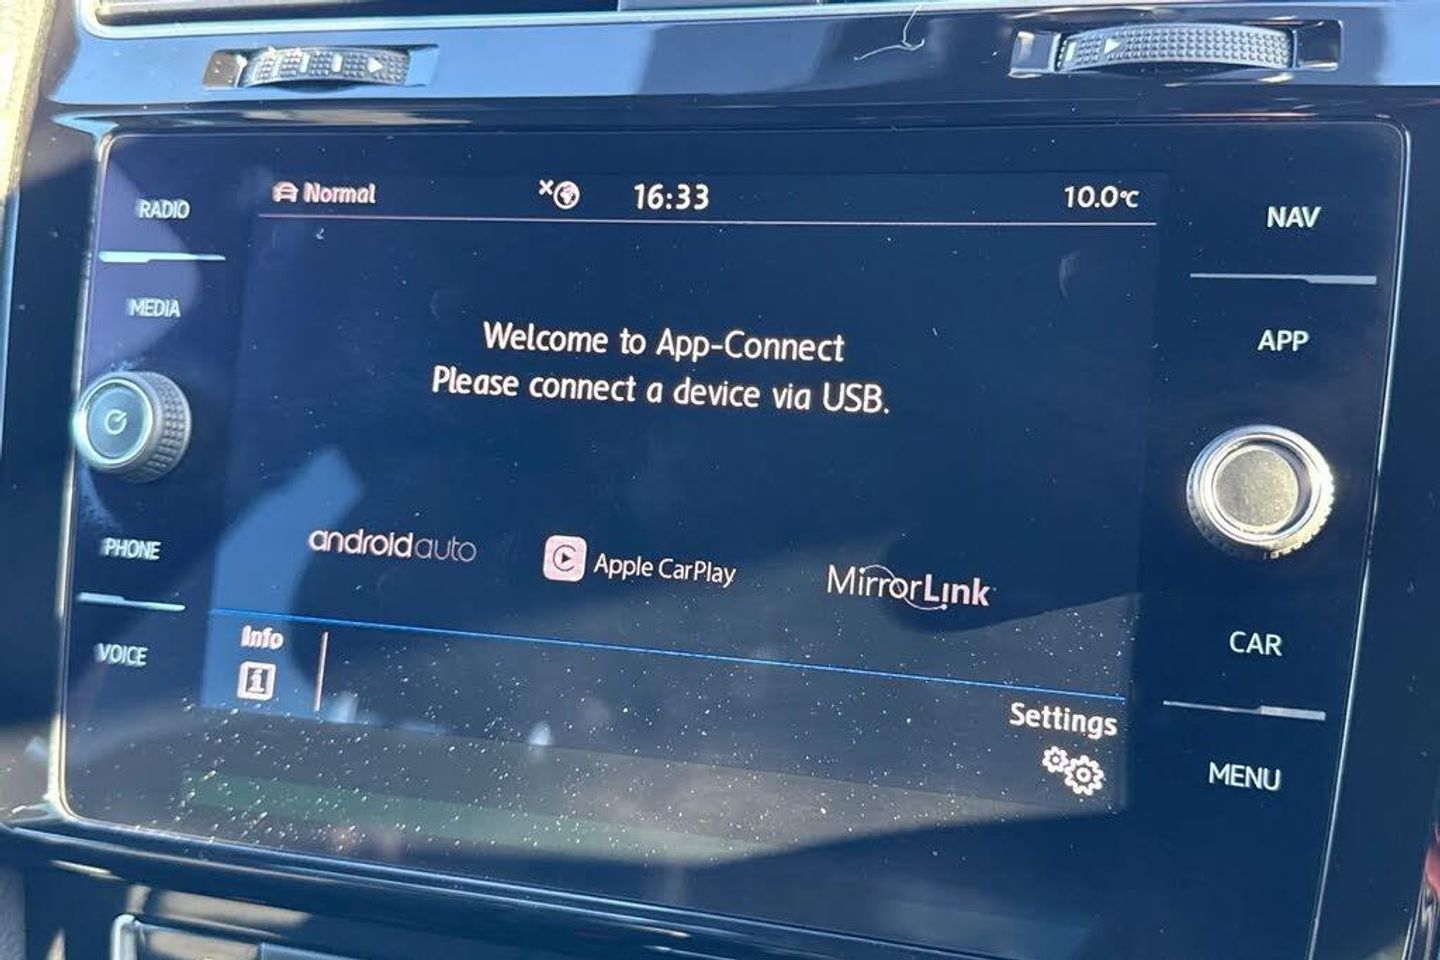 RADIO
MEDIA
PHONE
VOICE
Normal
16:33
10.0°C
Welcome to App-Connect
Please connect a device via USB.
androidauto
Apple CarPlay
MirrorLink
Info
Settings
NAV
APP
CAR
MENU